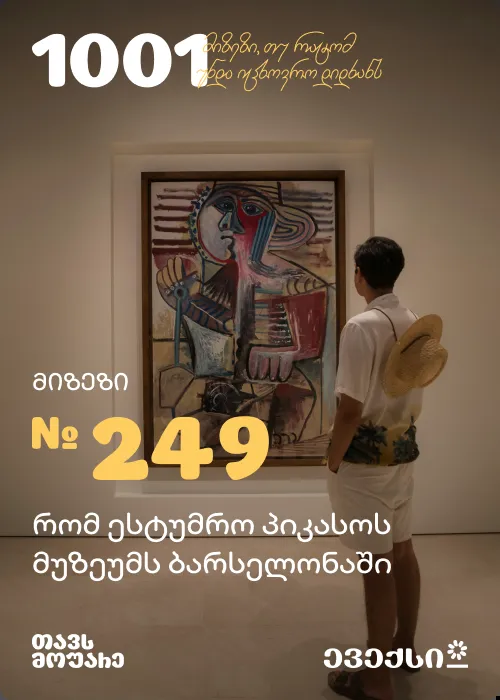 1001 მიზეზი, თუ რატომ
უნდა იცხოვრო დიდხანს
მიზეზი
№ 249
რომ ესტუმრო პიკასოს
მუზეუმს ბარსელონაში
თავს
მოუარე
ევექსი